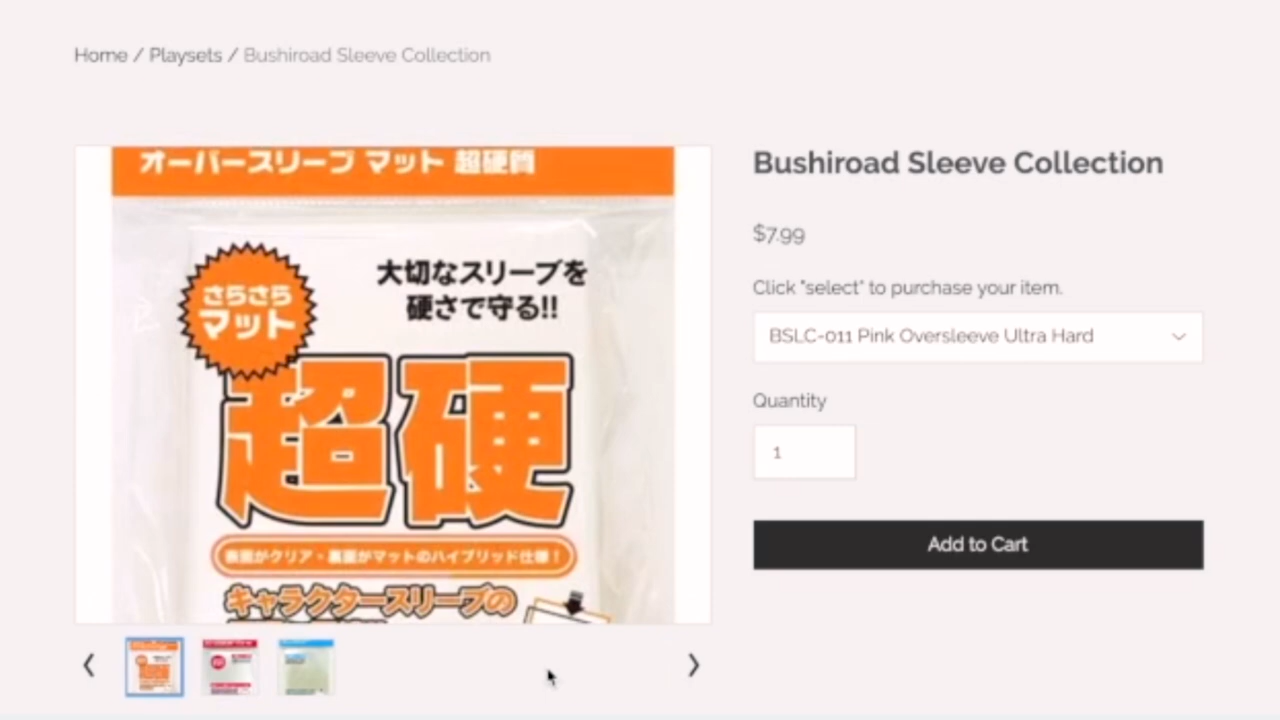 Home / Playsets / Bushiroad Sleeve Collection
オーバースリーブ マット 超硬質
さらさら
マット
大切なスリーブを
硬さで守る!!
超硬
表面がクリア・裏面がマットのハイブリッド仕様!
キャラクタースリーブの
Bushiroad Sleeve Collection
$7.99
Click "select" to purchase your item.
BSLC-011 Pink Oversleeve Ultra Hard
Quantity
1
Add to Cart